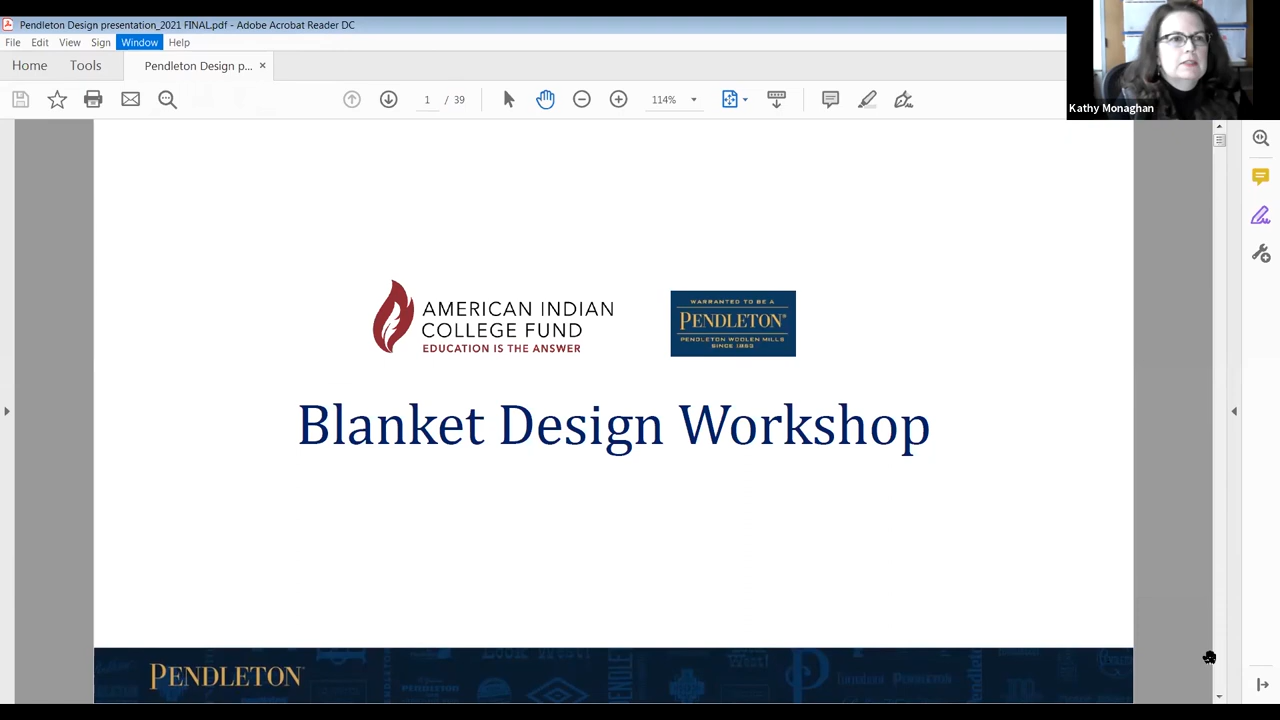 Pendleton Design presentation_2021 FINAL.pdf - Adobe Acrobat Reader DC
File Edit View Sign Window Help
Home Tools Pendleton Design p... ×
1 / 39 114%
Kathy Monaghan
AMERICAN INDIAN
COLLEGE FUND
EDUCATION IS THE ANSWER
WARRANTED TO BE A
PENDLETON®
PENDLETON WOOLEN MILLS
SINCE 1863
Blanket Design Workshop
PENDLETON